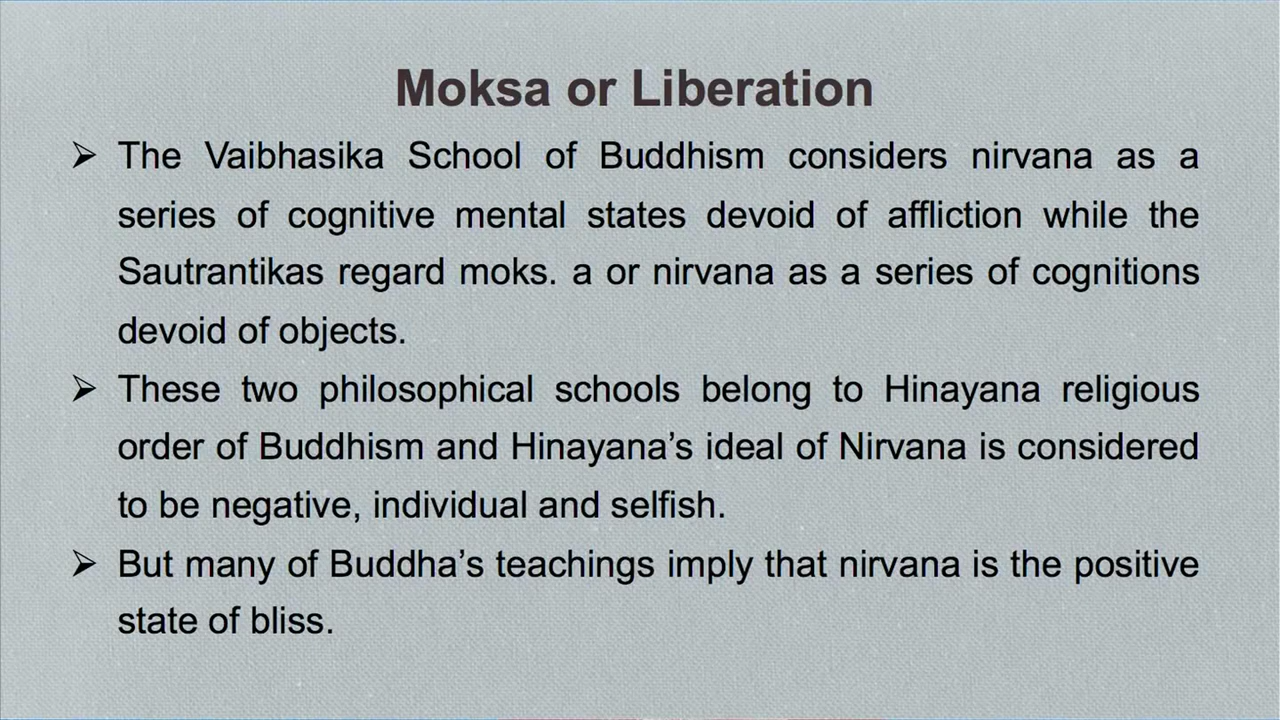 Moksa or Liberation
➢ The Vaibhasika School of Buddhism considers nirvana as a
series of cognitive mental states devoid of affliction while the
Sautrantikas regard moks. a or nirvana as a series of cognitions
devoid of objects.
➢ These two philosophical schools belong to Hinayana religious
order of Buddhism and Hinayana’s ideal of Nirvana is considered
to be negative, individual and selfish.
➢ But many of Buddha’s teachings imply that nirvana is the positive
state of bliss.